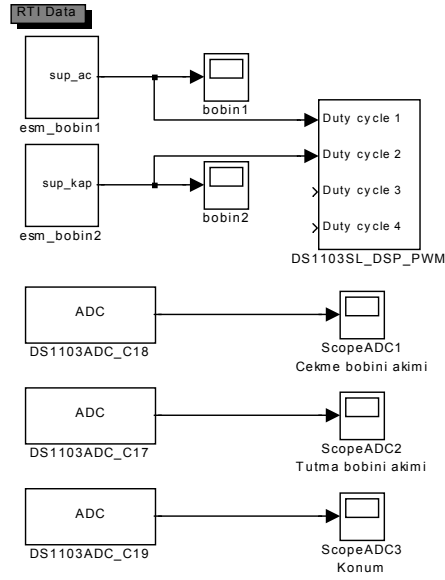 RTI Data
sup_ac
esm_bobin1
bobin1
sup_kap
esm_bobin2
bobin2
Duty cycle 1
Duty cycle 2
Duty cycle 3
Duty cycle 4
DS1103SL_DSP_PWM
ADC
DS1103ADC_C18
ScopeADC1
Cekme bobini akimi
ADC
DS1103ADC_C17
ScopeADC2
Tutma bobini akimi
ADC
DS1103ADC_C19
ScopeADC3
Konum